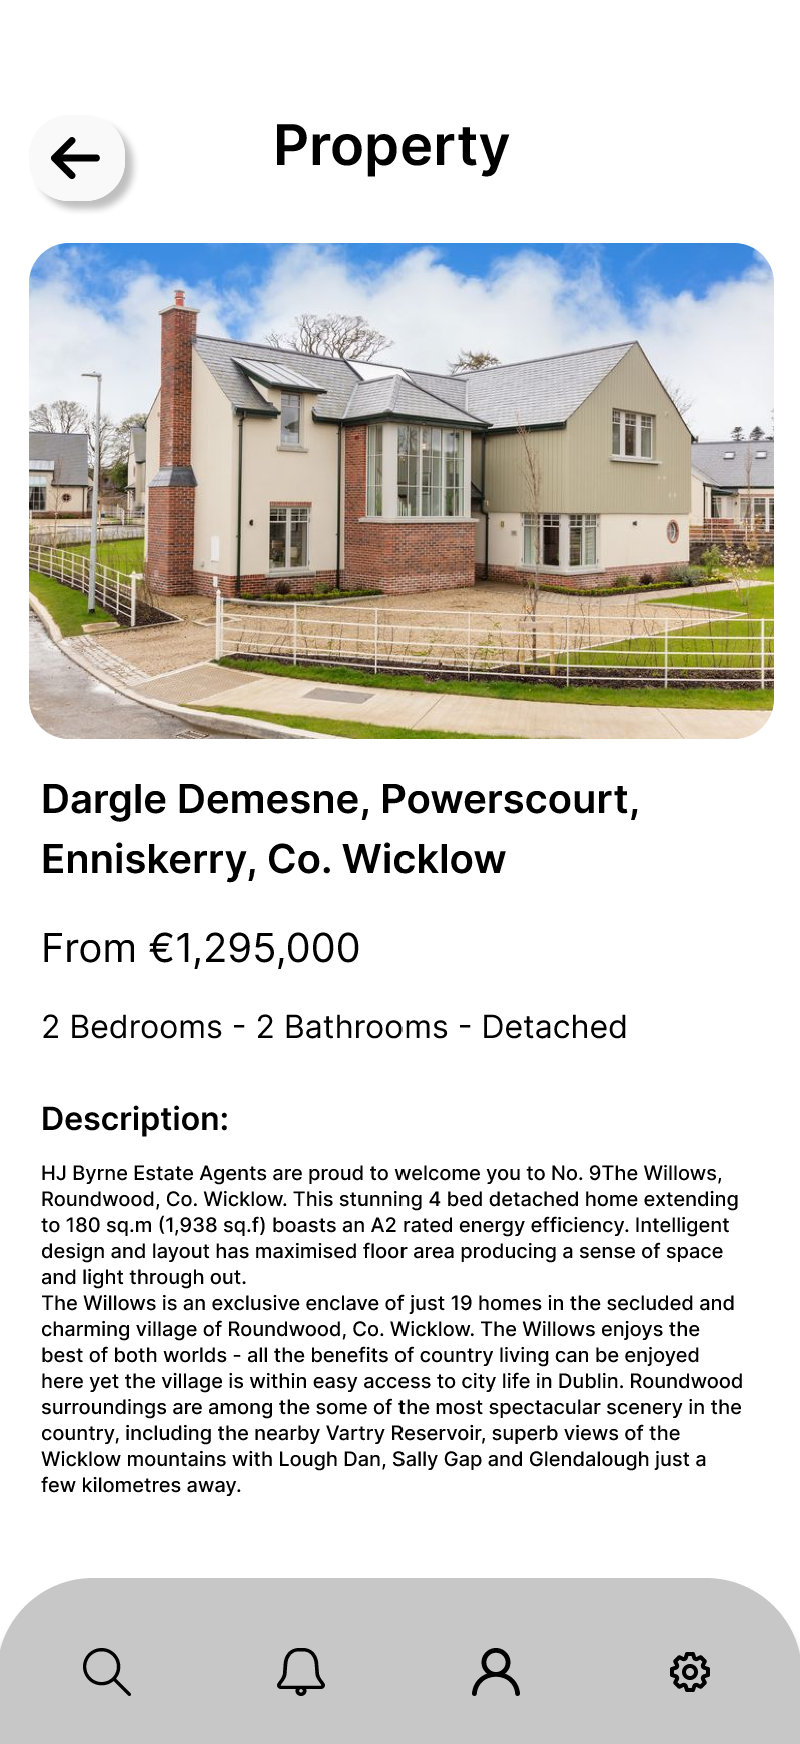 Property
Dargle Demesne, Powerscourt,
Enniskerry, Co. Wicklow
From €1,295,000
2 Bedrooms - 2 Bathrooms - Detached
Description:
HJ Byrne Estate Agents are proud to welcome you to No. 9The Willows,
Roundwood, Co. Wicklow. This stunning 4 bed detached home extending
to 180 sq.m (1,938 sq.f) boasts an A2 rated energy efficiency. Intelligent
design and layout has maximised floor area producing a sense of space
and light through out.
The Willows is an exclusive enclave of just 19 homes in the secluded and
charming village of Roundwood, Co. Wicklow. The Willows enjoys the
best of both worlds - all the benefits of country living can be enjoyed
here yet the village is within easy access to city life in Dublin. Roundwood
surroundings are among the some of the most spectacular scenery in the
country, including the nearby Vartry Reservoir, superb views of the
Wicklow mountains with Lough Dan, Sally Gap and Glendalough just a
few kilometres away.